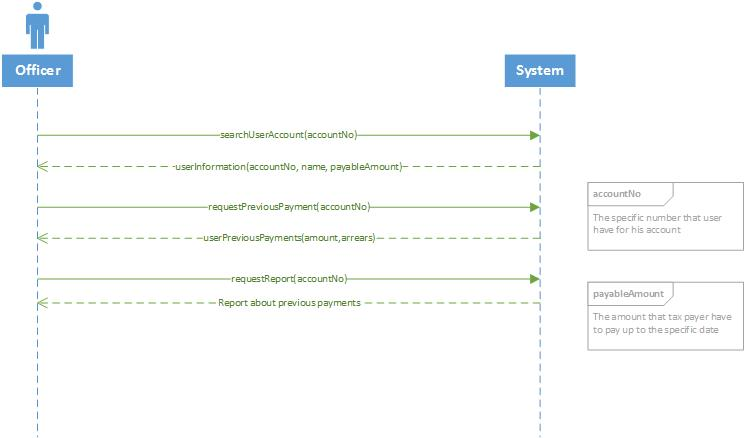 Officer
System
searchUserAccount(accountNo)
userInformation(accountNo, name, payableAmount)
requestPreviousPayment(accountNo)
userPreviousPayments(amount,arrears)
requestReport(accountNo)
Report about previous payments
accountNo
The specific number that user
have for his account
payableAmount
The amount that tax payer have
to pay up to the specific date